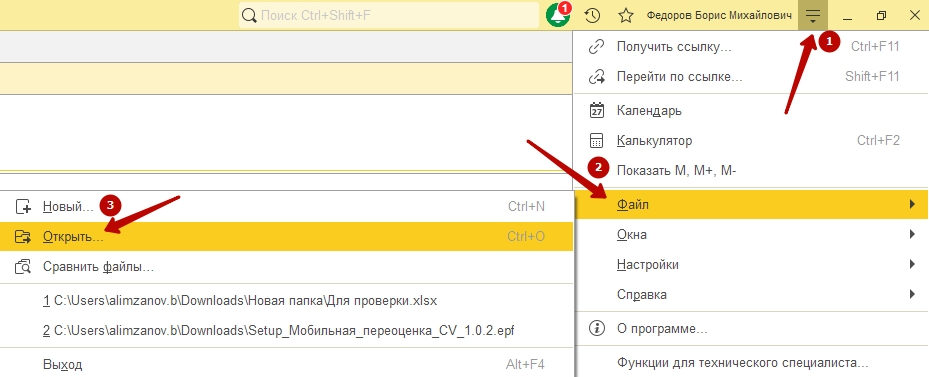 Поиск Ctrl+Shift+F
1
Федоров Борис Михайлович
1
Получить ссылку... Ctrl+F11
Перейти по ссылке... Shift+F11
27 Календарь
Калькулятор Ctrl+F2
2 Показать M, M+, M-
Файл
Окна
Настройки
Справка
О программе...
Функции для технического специалиста...
Новый... 3 Ctrl+N
Открыть... Ctrl+O
Сравнить файлы...
1 C:\Users\alimzanov.b\Downloads\Новая папка\Для проверки.xlsx
2 C:\Users\alimzanov.b\Downloads\Setup_Мобильная_переоценка_CV_1.0.2.epf
Выход Alt+F4